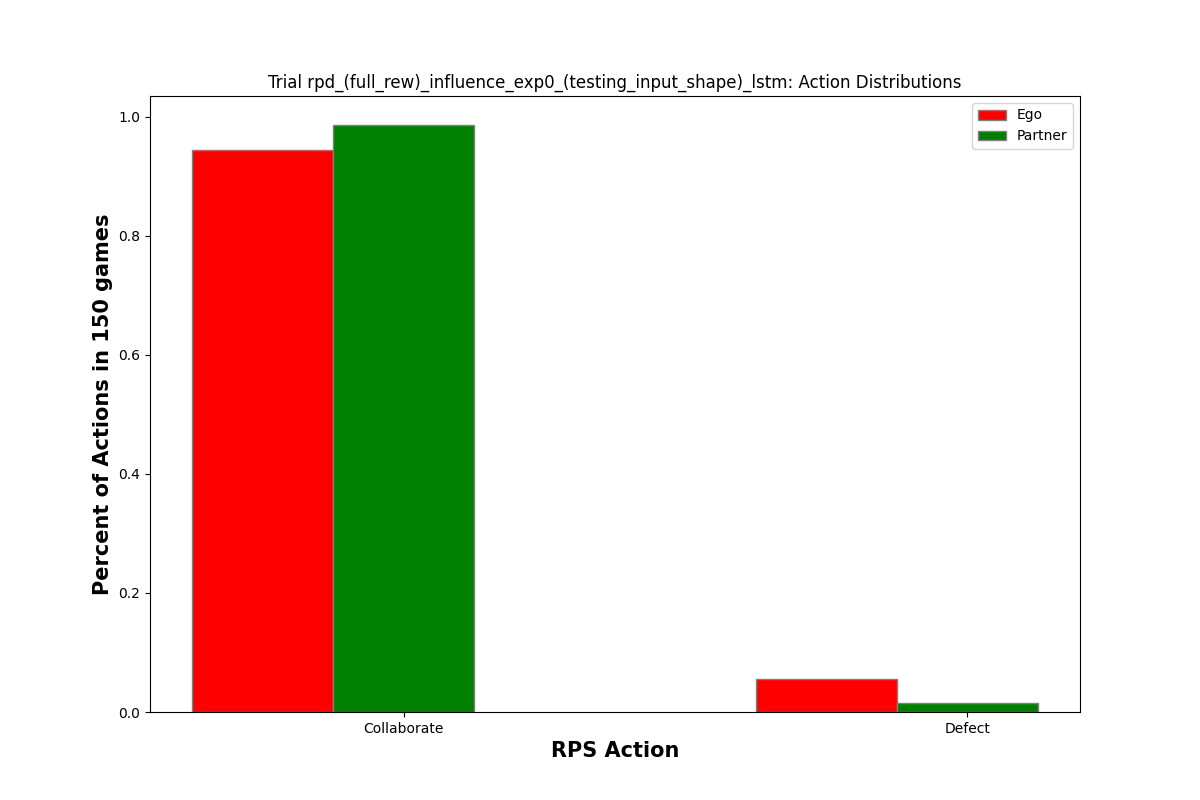 Trial rpd_(full_rew)_influence_exp0_(testing_input_shape)_lstm: Action Distributions
Ego
Partner
Percent of Actions in 150 games
1.0
0.8
0.6
0.4
0.2
0.0
Collaborate
Defect
RPS Action